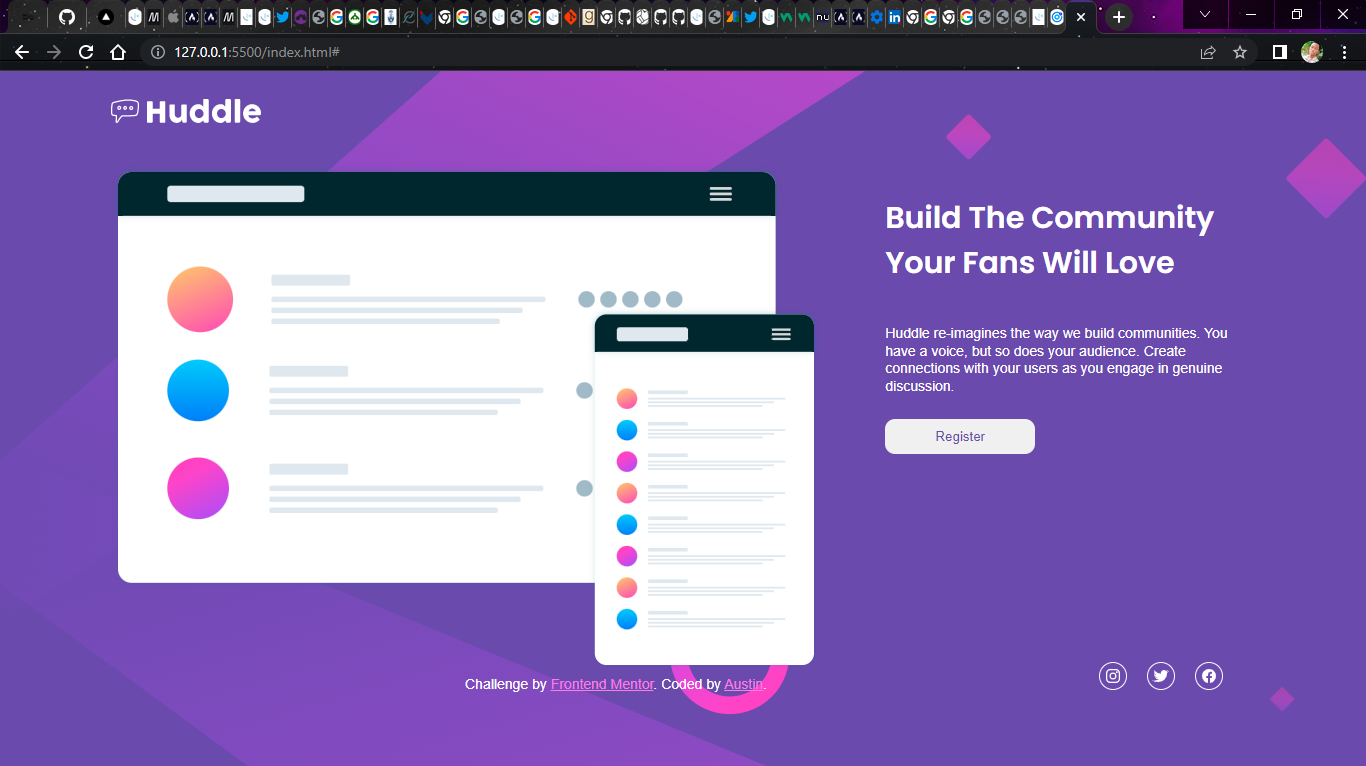 127.0.0.1:5500/index.html#
Huddle
Build The Community
Your Fans Will Love
Huddle re-imagines the way we build communities. You
have a voice, but so does your audience. Create
connections with your users as you engage in genuine
discussion.
Register
Challenge by Frontend Mentor. Coded by Austin.